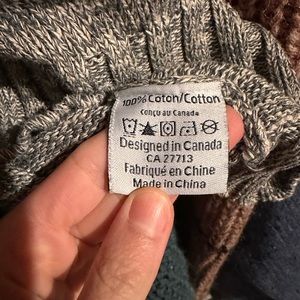 100% Coton/Cotton
conçu au Canada
Designed in Canada
CA 27713
Fabriqué en Chine
Made in China